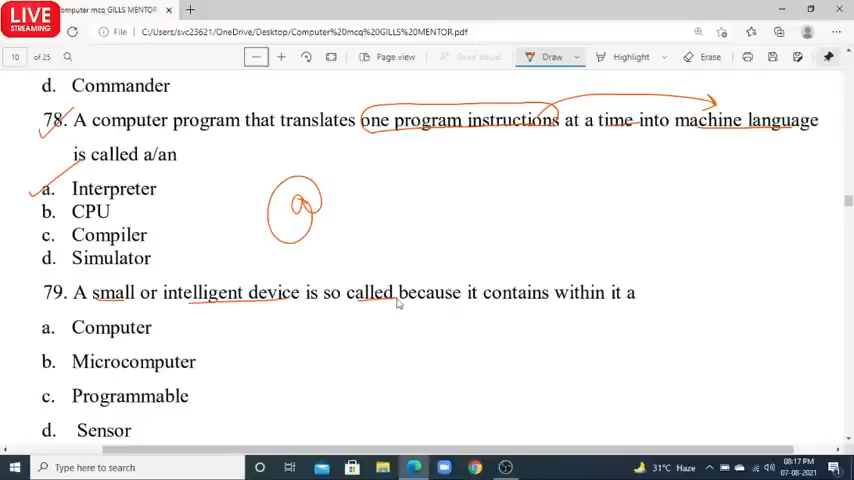 LIVE
STREAMING
Computer mcq GILLS MENTOR.pdf
File
C:/Users/svc23621/OneDrive/Desktop/Computer%20mcq%20GILLS%20MENTOR.pdf
10 of 25
Page view
Read aloud
Draw
Highlight
Erase
d. Commander
78. A computer program that translates one program instructions at a time into machine language
is called a/an
a. Interpreter
b. CPU
c. Compiler
d. Simulator
a
79. A small or intelligent device is so called because it contains within it a
a. Computer
b. Microcomputer
c. Programmable
d. Sensor
Type here to search
31°C Haze
08:17 PM
07-08-2021